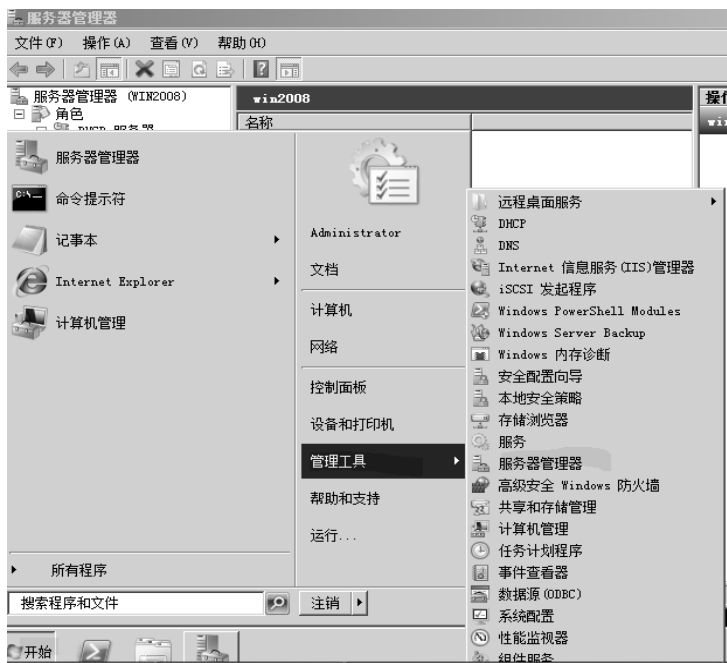 服务器管理器
文件(F) 操作(A) 查看(V) 帮助(H)
服务器管理器 (WIN2008)
角色
DHCP 服务器
win2008
名称
操作
服务器管理器
命令提示符
C:\_
记事本
Internet Explorer
计算机管理
所有程序
搜索程序和文件
Administrator
文档
计算机
网络
控制面板
设备和打印机
管理工具
帮助和支持
运行...
注销
远程桌面服务
DHCP
DNS
Internet 信息服务(IIS)管理器
iSCSI 发起程序
Windows PowerShell Modules
Windows Server Backup
Windows 内存诊断
安全配置向导
本地安全策略
存储浏览器
服务
服务器管理器
高级安全 Windows 防火墙
共享和存储管理
计算机管理
任务计划程序
事件查看器
数据源(ODBC)
系统配置
性能监视器
组件服务
开始